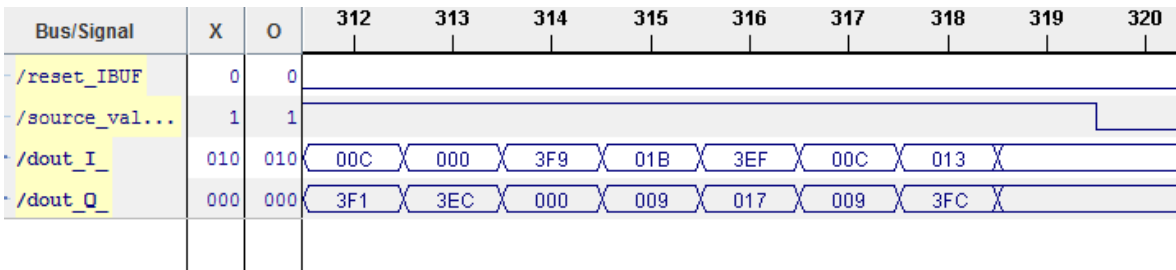 Bus/Signal X O 312 313 314 315 316 317 318 319 320
/reset_IBUF 0 0
/source_val... 1 1
/dout_I_ 010 010 00C 000 3F9 01B 3EF 00C 013
/dout_Q_ 000 000 3F1 3EC 000 009 017 009 3FC